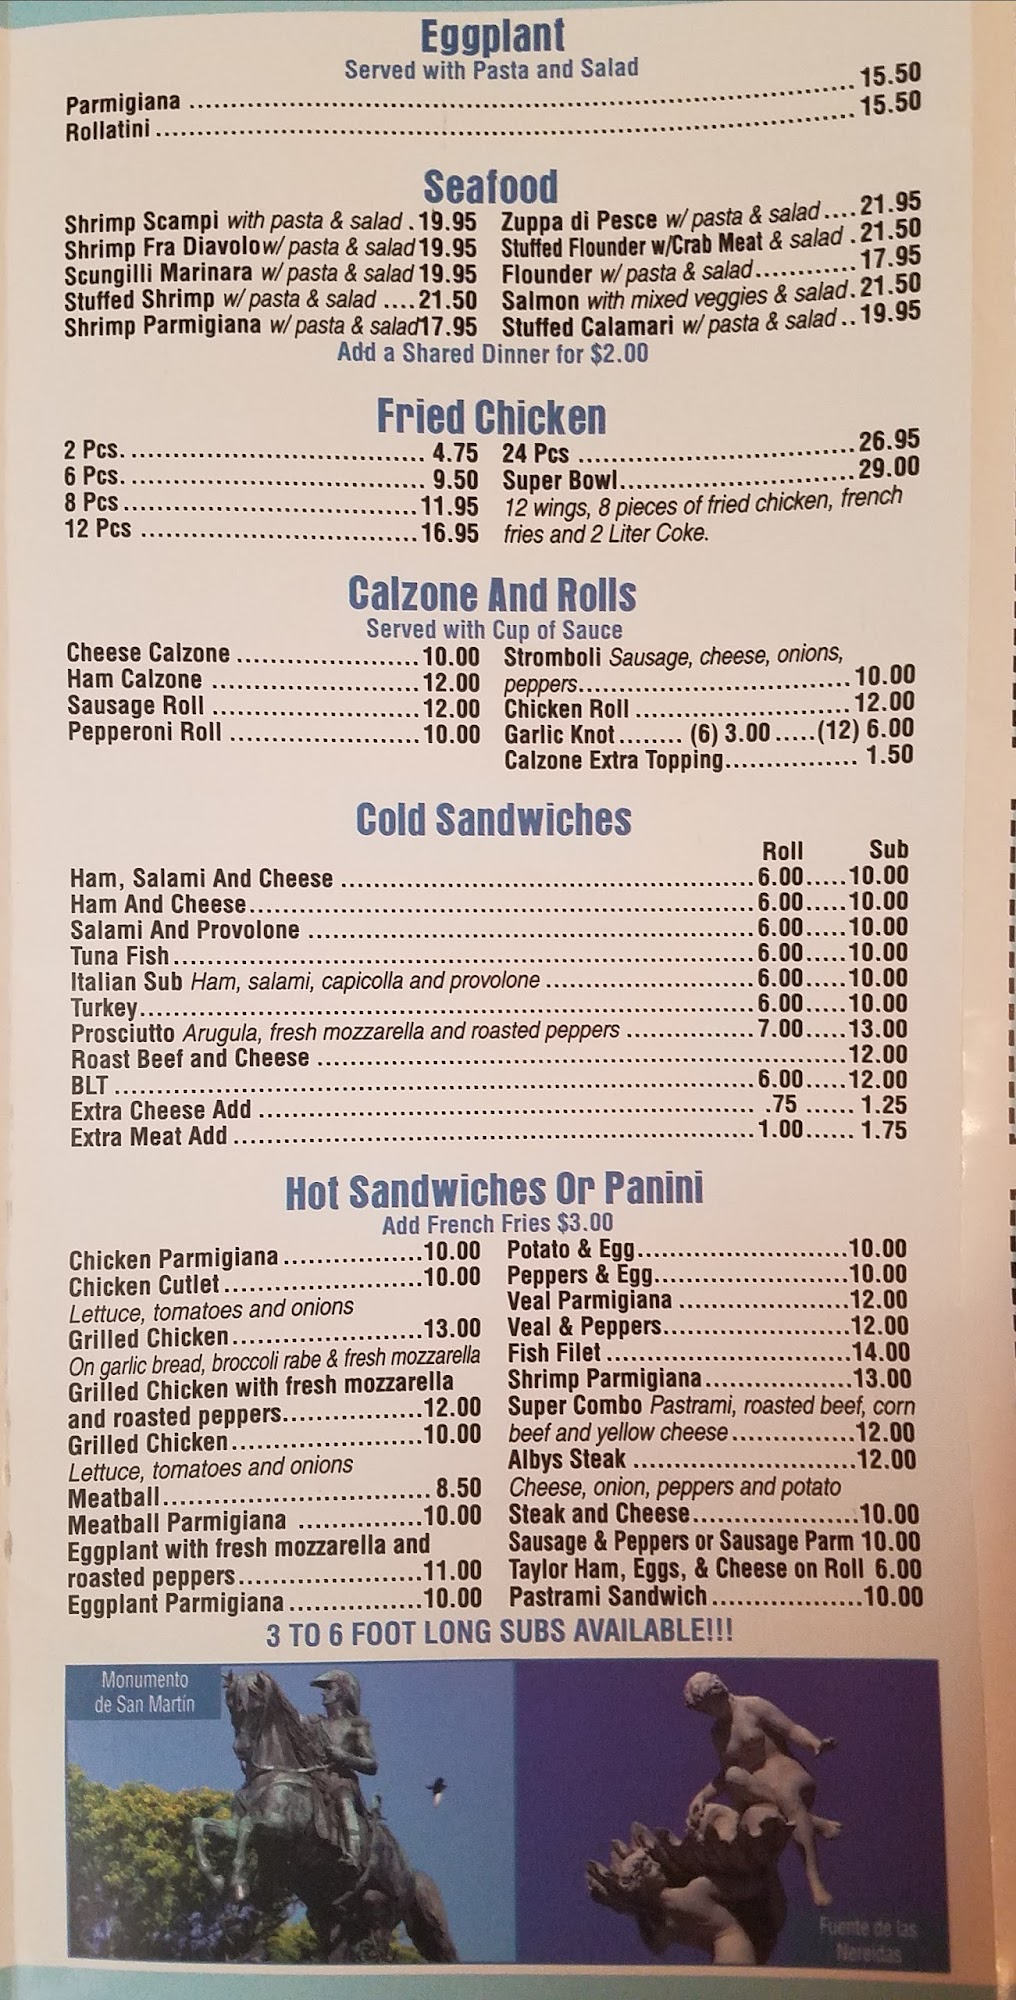 Eggplant
Served with Pasta and Salad
Parmigiana ........ 15.50
Rollatini ........ 15.50
Seafood
Shrimp Scampi with pasta & salad . 19.95
Shrimp Fra Diavolow/ pasta & salad 19.95
Scungilli Marinara w/ pasta & salad 19.95
Stuffed Shrimp w/ pasta & salad .... 21.50
Shrimp Parmigiana w/ pasta & salad17.95
Zuppa di Pesce w/ pasta & salad .... 21.95
Stuffed Flounder w/Crab Meat & salad . 21.50
Flounder w/ pasta & salad............ 17.95
Salmon with mixed veggies & salad. 21.50
Stuffed Calamari w/ pasta & salad .. 19.95
Add a Shared Dinner for $2.00
Fried Chicken
2 Pcs. ........ 4.75
6 Pcs. ........ 9.50
8 Pcs ........ 11.95
12 Pcs ........ 16.95
24 Pcs ........ 26.95
Super Bowl........ 29.00
12 wings, 8 pieces of fried chicken, french
fries and 2 Liter Coke.
Calzone And Rolls
Served with Cup of Sauce
Cheese Calzone ........ 10.00
Ham Calzone ........ 12.00
Sausage Roll ........ 12.00
Pepperoni Roll ........ 10.00
Stromboli Sausage, cheese, onions,
peppers........ 10.00
Chicken Roll ........ 12.00
Garlic Knot........ (6) 3.00 .....(12) 6.00
Calzone Extra Topping........ 1.50
Cold Sandwiches
Roll Sub
Ham, Salami And Cheese ........ 6.00.....10.00
Ham And Cheese........ 6.00.....10.00
Salami And Provolone ........ 6.00.....10.00
Tuna Fish........ 6.00.....10.00
Italian Sub Ham, salami, capicolla and provolone ........ 6.00.....10.00
Turkey........ 6.00.....10.00
Prosciutto Arugula, fresh mozzarella and roasted peppers ........ 7.00.....13.00
Roast Beef and Cheese ........ 12.00
BLT ........ 6.00.....12.00
Extra Cheese Add ........ .75 ...... 1.25
Extra Meat Add ........ 1.00...... 1.75
Hot Sandwiches Or Panini
Add French Fries $3.00
Chicken Parmigiana ........ 10.00
Chicken Cutlet ........ 10.00
Lettuce, tomatoes and onions
Grilled Chicken........ 13.00
On garlic bread, broccoli rabe & fresh mozzarella
Grilled Chicken with fresh mozzarella
and roasted peppers........ 12.00
Grilled Chicken........ 10.00
Lettuce, tomatoes and onions
Meatball........ 8.50
Meatball Parmigiana ........ 10.00
Eggplant with fresh mozzarella and
roasted peppers........ 11.00
Eggplant Parmigiana ........ 10.00
Potato & Egg........ 10.00
Peppers & Egg........ 10.00
Veal Parmigiana ........ 12.00
Veal & Peppers........ 12.00
Fish Filet ........ 14.00
Shrimp Parmigiana........ 13.00
Super Combo Pastrami, roasted beef, corn
beef and yellow cheese ........ 12.00
Albys Steak ........ 12.00
Cheese, onion, peppers and potato
Steak and Cheese........ 10.00
Sausage & Peppers or Sausage Parm 10.00
Taylor Ham, Eggs, & Cheese on Roll 6.00
Pastrami Sandwich ........ 10.00
3 TO 6 FOOT LONG SUBS AVAILABLE!!!
Monumento
de San Martín
Fuente de las
Nereidas